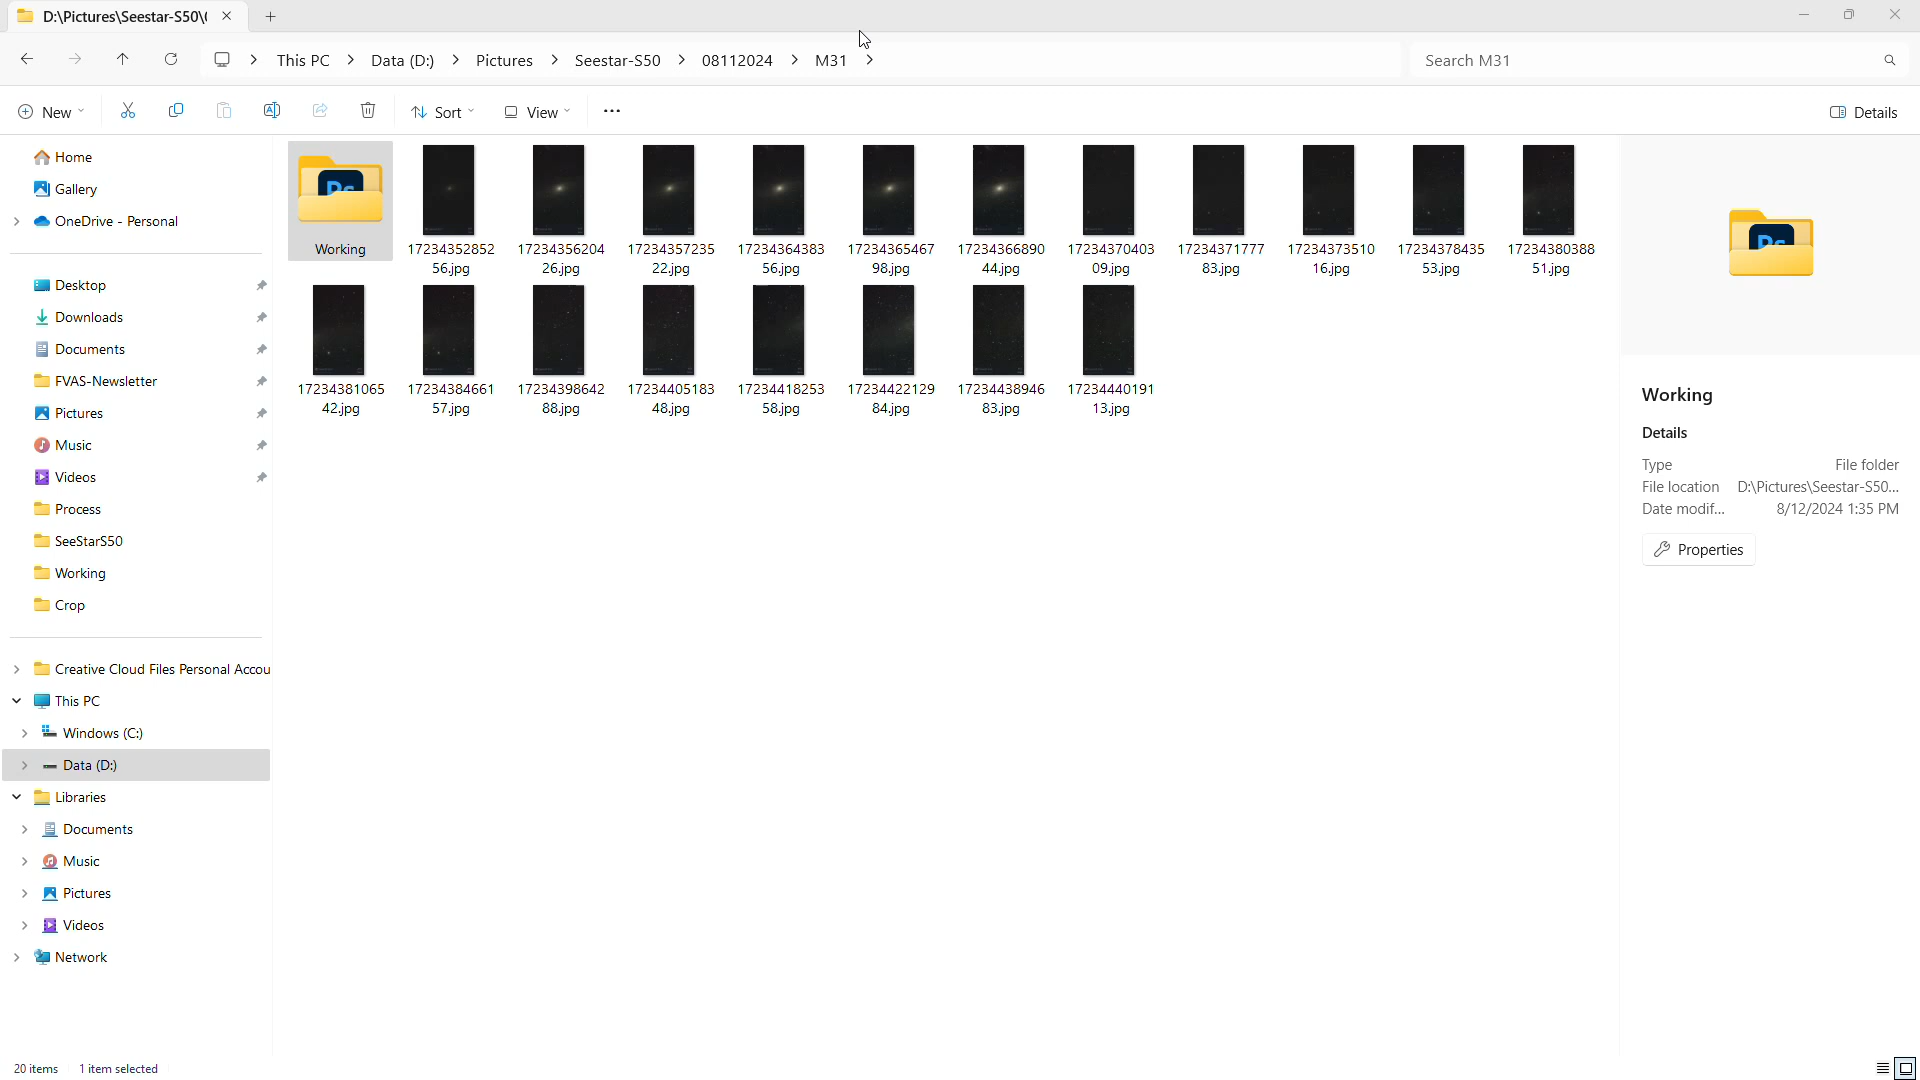 D:\Pictures\Seestar-S50\(
This PC > Data (D:) > Pictures > Seestar-S50 > 08112024 > M31 >
Search M31
New
Sort
View
Details
Home
Gallery
OneDrive - Personal
Desktop
Downloads
Documents
FVAS-Newsletter
Pictures
Music
Videos
Process
SeeStarS50
Working
Crop
Creative Cloud Files Personal Accou
This PC
Windows (C:)
Data (D:)
Libraries
Documents
Music
Pictures
Videos
Network
Ps
Working
17234352852
56.jpg
17234356204
26.jpg
17234357235
22.jpg
17234364383
56.jpg
17234365467
98.jpg
17234366890
44.jpg
17234370403
09.jpg
17234371777
83.jpg
17234373510
16.jpg
17234378435
53.jpg
17234380388
51.jpg
17234381065
42.jpg
17234384661
57.jpg
17234398642
88.jpg
17234405183
48.jpg
17234418253
58.jpg
17234422129
84.jpg
17234438946
83.jpg
17234440191
13.jpg
Ps
Working
Details
Type File folder
File location D:\Pictures\Seestar-S50...
Date modif... 8/12/2024 1:35 PM
Properties
20 items
1 item selected